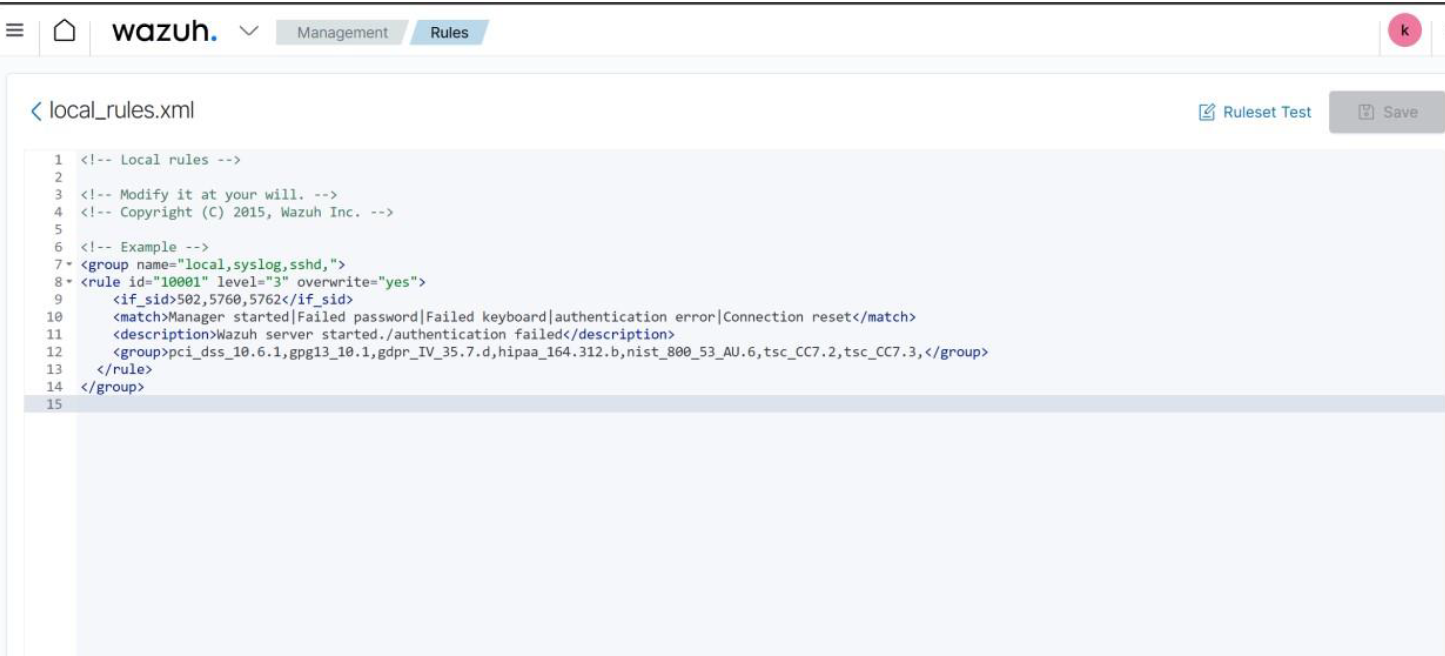 wazuh. Management Rules k
local_rules.xml Ruleset Test Save
1 <!-- Local rules -->
2
3 <!-- Modify it at your will. -->
4 <!-- Copyright (C) 2015, Wazuh Inc. -->
5
6 <!-- Example -->
7 <group name="local,syslog,sshd,">
8 <rule id="10001" level="3" overwrite="yes">
9 <if_sid>502,5760,5762</if_sid>
10 <match>Manager started|Failed password|Failed keyboard|authentication error|Connection reset</match>
11 <description>Wazuh server started./authentication failed</description>
12 <group>pci_dss_10.6.1,gpg13_10.1,gdpr_IV_35.7.d,hipaa_164.312.b,nist_800_53_AU.6,tsc_CC7.2,tsc_CC7.3,</group>
13 </rule>
14 </group>
15